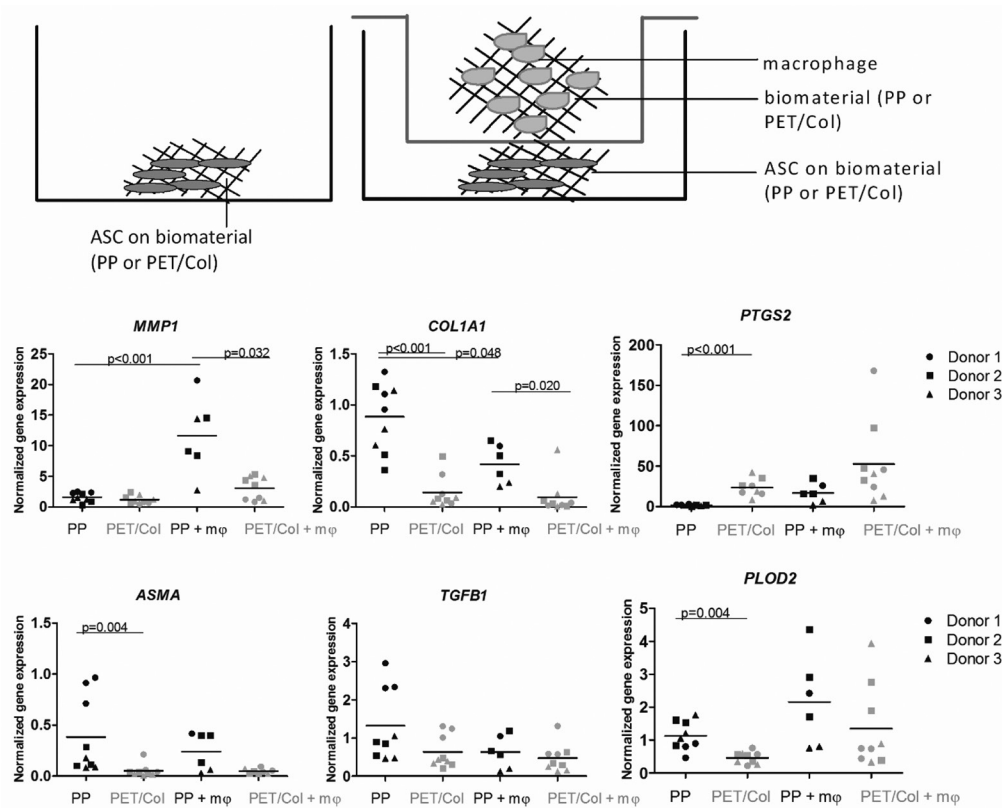 macrophage
biomaterial (PP or
PET/Col)
ASC on biomaterial
(PP or PET/Col)
ASC on biomaterial
(PP or PET/Col)
MMP1
Normalized gene expression
25
20
15
10
5
0
p<0.001
p=0.032
PP
PET/Col
PP + mφ
PET/Col + mφ
COL1A1
Normalized gene expression
1.5
1.0
0.5
0.0
p<0.001
p=0.048
p=0.020
PP
PET/Col
PP + mφ
PET/Col + mφ
PTGS2
Normalized gene expression
200
150
100
50
0
p<0.001
PP
PET/Col
PP + mφ
PET/Col + mφ
Donor 1
Donor 2
Donor 3
ASMA
Normalized gene expression
1.5
1.0
0.5
0.0
p=0.004
PP
PET/Col
PP + mφ
PET/Col + mφ
TGFB1
Normalized gene expression
4
3
2
1
0
PP
PET/Col
PP + mφ
PET/Col + mφ
PLOD2
Normalized gene expression
5
4
3
2
1
0
p=0.004
PP
PET/Col
PP + mφ
PET/Col + mφ
Donor 1
Donor 2
Donor 3